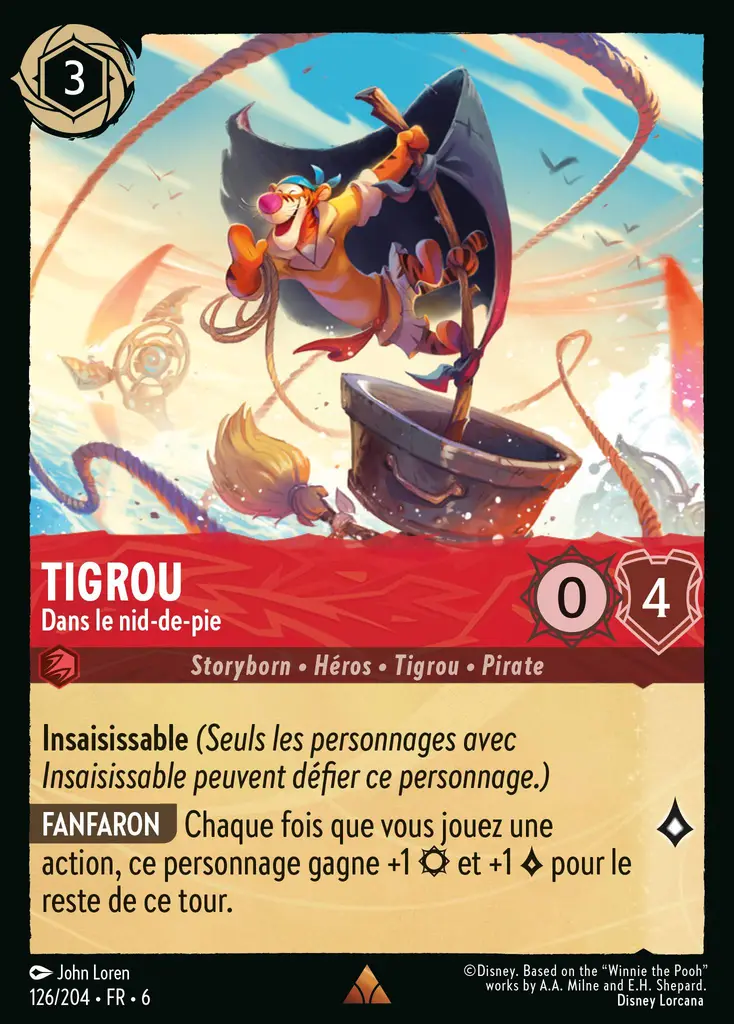 3
TIGROU
Dans le nid-de-pie
0
4
Storyborn • Héros • Tigrou • Pirate
Insaisissable (Seuls les personnages avec
Insaisissable peuvent défier ce personnage.)
FANFARON Chaque fois que vous jouez une
action, ce personnage gagne +1 et +1 pour le
reste de ce tour.
John Loren
126/204 • FR • 6
©Disney. Based on the “Winnie the Pooh”
works by A.A. Milne and E.H. Shepard.
Disney Lorcana